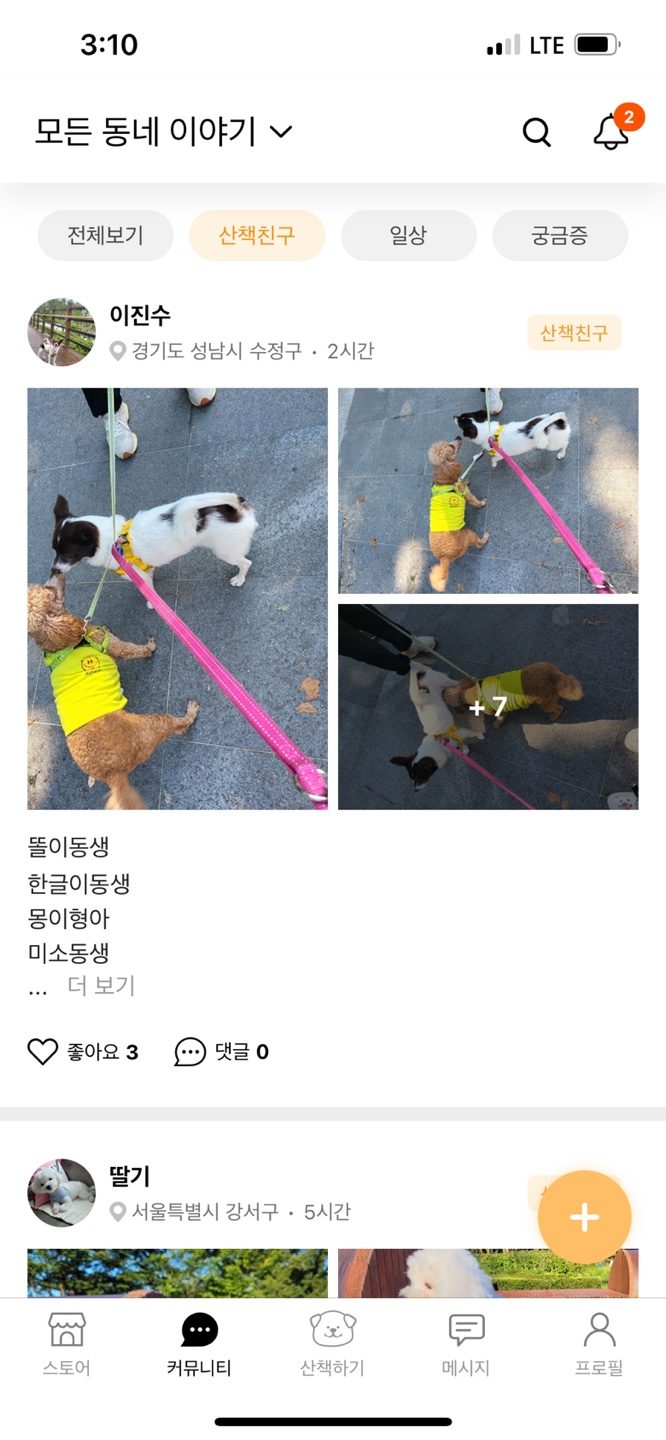 3:10
LTE
모든 동네 이야기
2
전체보기
산책친구
일상
궁금증
이진수
경기도 성남시 수정구 · 2시간
산책친구
+ 7
똘이동생
한글이동생
몽이형아
미소동생
... 더 보기
좋아요 3
댓글 0
딸기
서울특별시 강서구 · 5시간
스토어
커뮤니티
산책하기
메시지
프로필